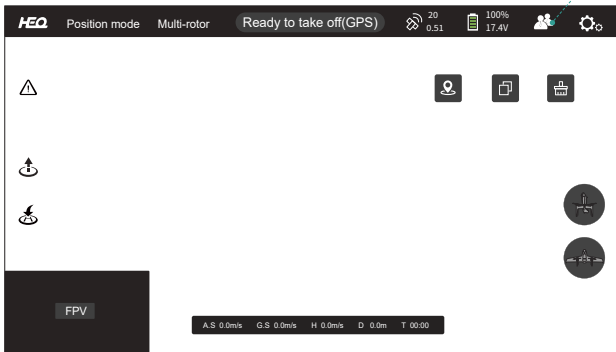 HEQ Position mode Multi-rotor Ready to take off(GPS) 20 0.51 100% 17.4V
FPV
A.S 0.0m/s G.S 0.0m/s H 0.0m/s D 0.0m T 00:00